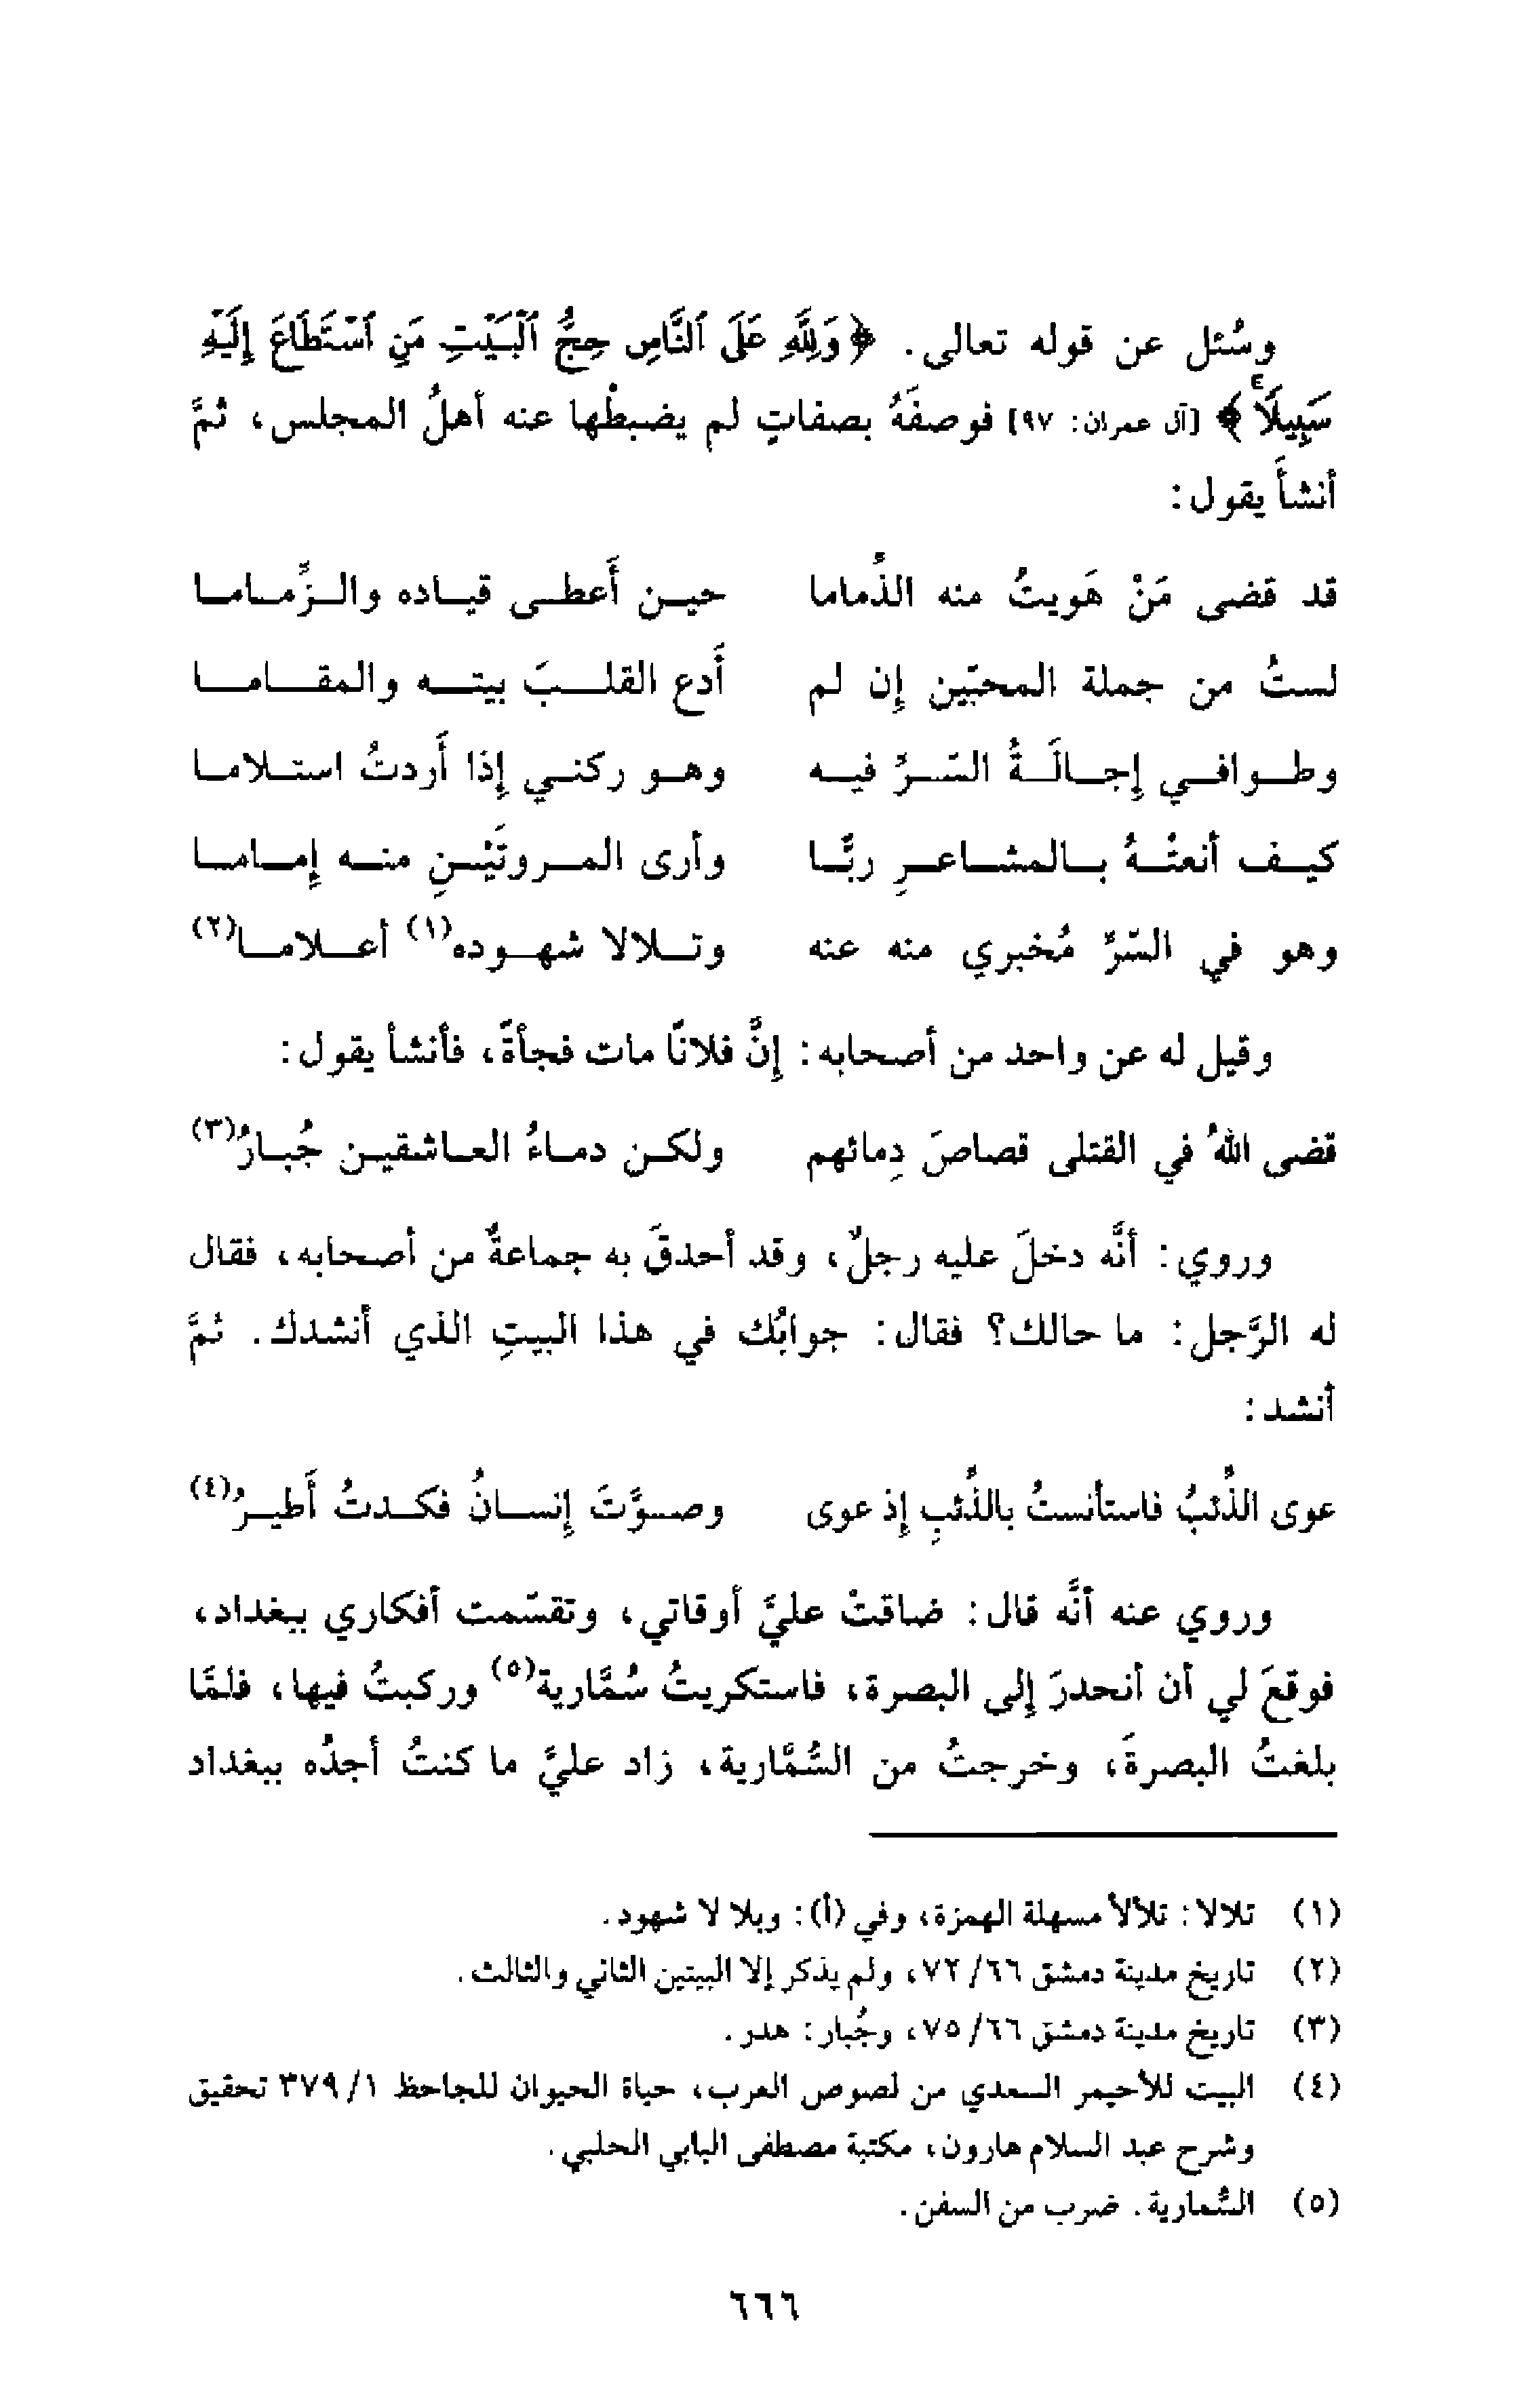 وسُئل عن قوله تعالى. ﴿وَلِلَّهِ عَلَى ٱلنَّاسِ حِجُّ ٱلْبَيْتِ مَنِ ٱسْتَطَاعَ إِلَيْهِ
سَبِيلًاۚ﴾ [آل عمران: ٩٧] فوصفَهُ بصفاتٍ لم يضبطْها عنه أهلُ المجلس، ثمَّ
أنشأَ يقول:
قد قضى مَنْ هَويتُ منه الذِّماما    حيـن أَعطـى قيـاده والـزِّمـامـا
لستُ من جملة المحبّين إن لم    أَدع القلـبَ بيتـه والمقـامـا
وطـوافـي إجـالَـةُ السّـرِّ فيـه    وهـو ركنـي إذا أَردتُ استـلامـا
كيـف أنعتُـهُ بـالمشـاعـرِ ربًّـا    وأرى المـروتَيْـنِ منـه إمـامـا
وهو في السّرِّ مُخبري منه عنه    وتـلالا شهـوده(١) أعـلامـا(٢)
وقيل له عن واحد من أصحابه: إنَّ فلانًا مات فجأةً، فأنشأ يقول:
قضى اللهُ في القتلى قصاصَ دِمائهم    ولكـن دمـاءُ العـاشقيـن جُبـارُ(٣)
وروي: أنَّه دخلَ عليه رجلٌ، وقد أحدقَ به جماعةٌ من أصحابه، فقال
له الرَّجل: ما حالك؟ فقال: جوابُك في هذا البيتِ الذي أنشدك. ثمَّ
أنشد:
عوى الذِّئبُ فاستأنستُ بالذِّئبِ إذ عوى    وصـوَّتَ إنسـانُ فكـدتُ أَطيـرُ(٤)
وروي عنه أنَّه قال: ضاقتْ عليَّ أوقاتي، وتقسّمت أفكاري ببغداد،
فوقعَ لي أن أنحدرَ إلى البصرة، فاستكريتُ سُمَّارية(٥) وركبتُ فيها، فلمَّا
بلغتُ البصرةَ، وخرجتُ من السُّمَّارية، زاد عليَّ ما كنتُ أجدُه ببغداد
(١) تلالا: تلألأ مسهلة الهمزة، وفي (أ): وبلا لا شهود.
(٢) تاريخ مدينة دمشق ٧٢/٦٦، ولم يذكر إلا البيتين الثاني والثالث.
(٣) تاريخ مدينة دمشق ٧٥/٦٦، وجُبار: هدر.
(٤) البيت للأحيمر السعدي من لصوص العرب، حياة الحيوان للجاحظ ٣٧٩/١ تحقيق
وشرح عبد السلام هارون، مكتبة مصطفى البابي الحلبي.
(٥) السُّمارية. ضرب من السفن.
٦٦٦